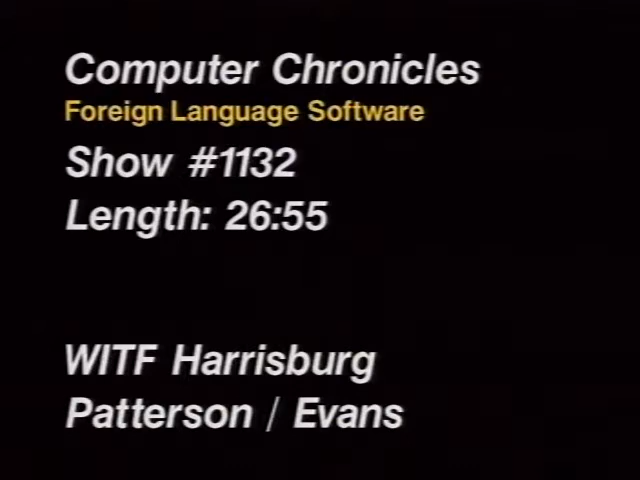 Computer Chronicles
Foreign Language Software
Show #1132
Length: 26:55
WITF Harrisburg
Patterson / Evans